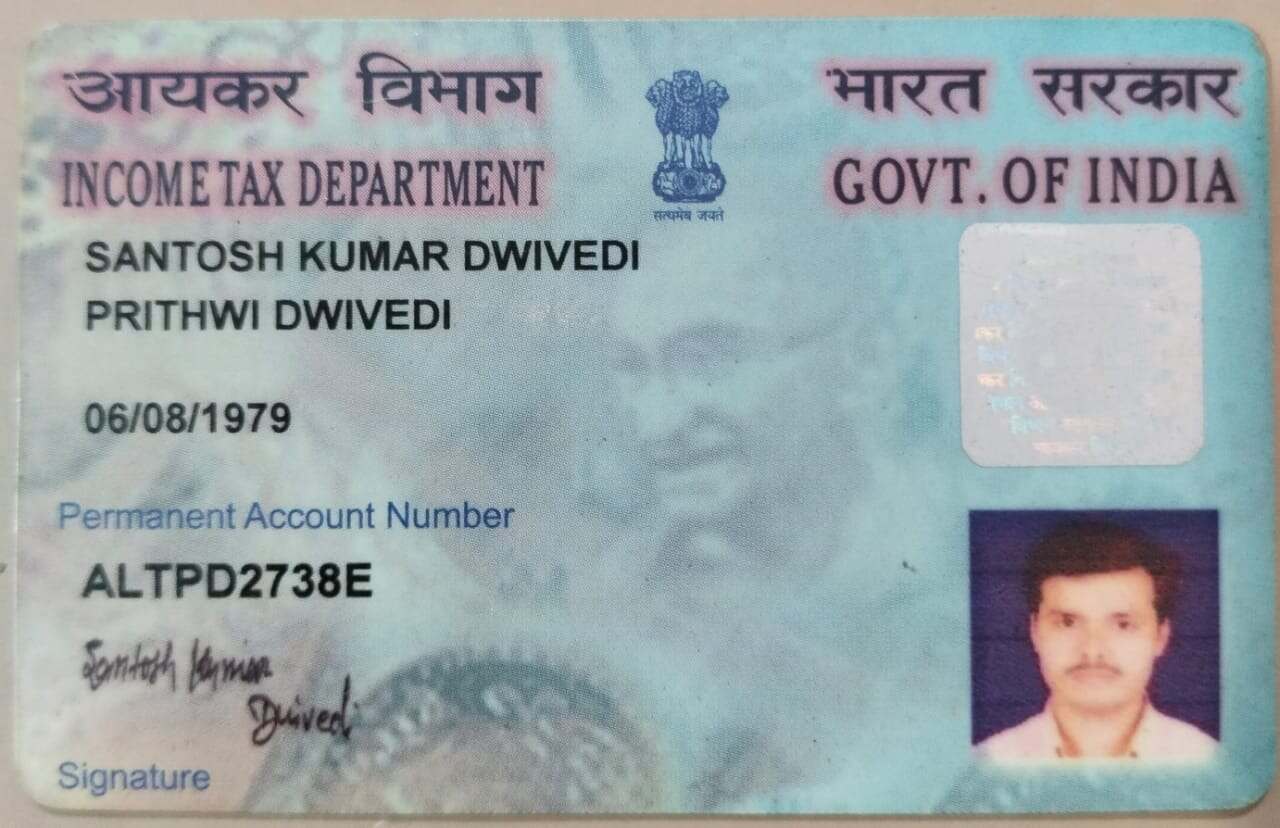 आयकर विभाग
भारत सरकार
INCOME TAX DEPARTMENT
GOVT. OF INDIA
सत्यमेव जयते
SANTOSH KUMAR DWIVEDI
PRITHWI DWIVEDI
06/08/1979
Permanent Account Number
ALTPD2738E
Santosh Kumar
Dwivedi
Signature